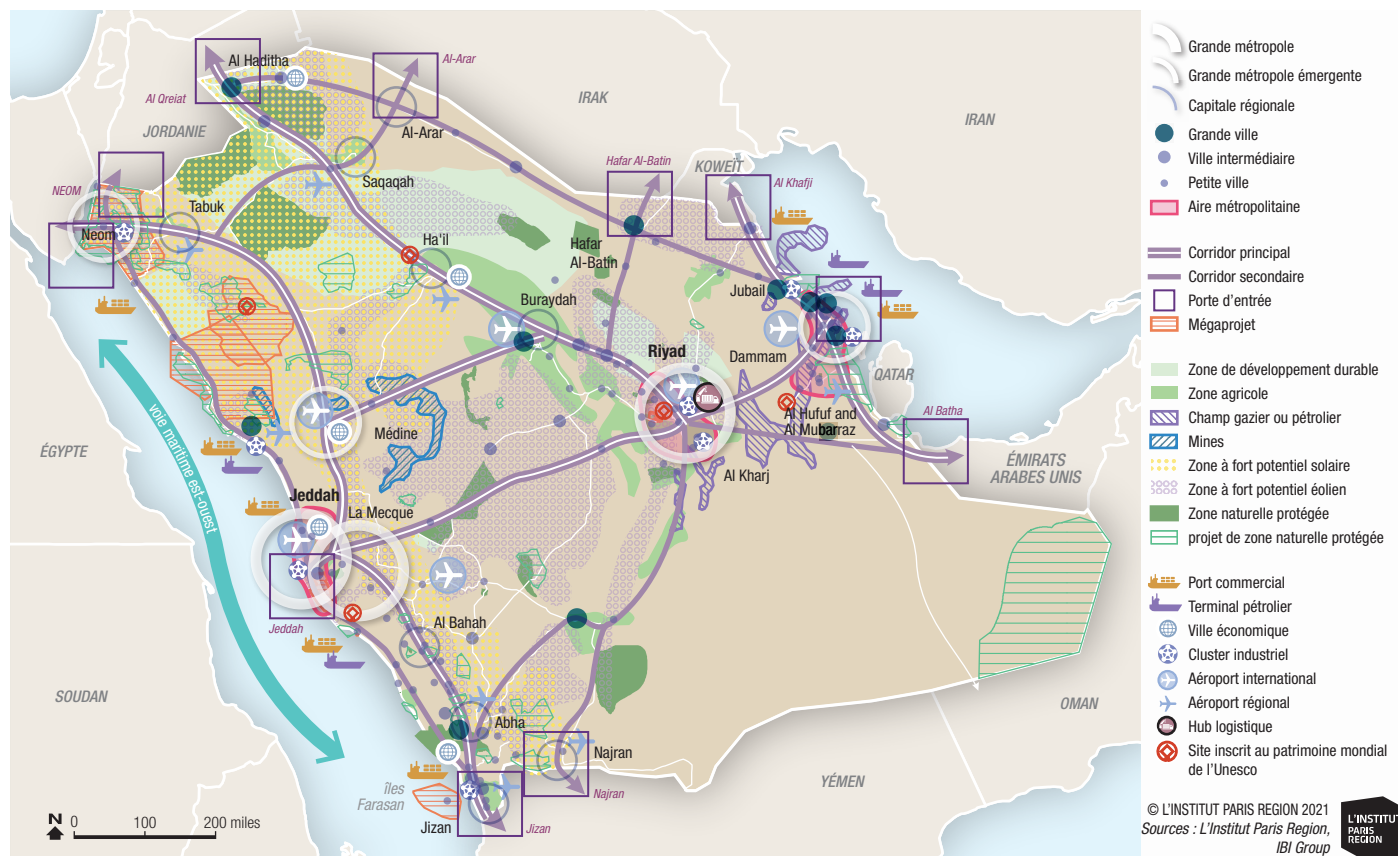 Al Haditha
Al-Arar
Al Qreiat
IRAK
IRAN
JORDANIE
Al-Arar
Hafar Al-Batin
KOWEÏT
Al Khafji
NEOM
Saqaqah
Tabuk
Neom
Ha'il
Hafar
Al-Batin
Buraydah
Jubail
Riyad
Dammam
QATAR
Al Hufuf and
Al Mubarraz
Al Batha
voie maritime est-ouest
Médine
ÉGYPTE
ÉMIRATS
ARABES UNIS
Al Kharj
Jeddah
La Mecque
Jeddah
Al Bahah
SOUDAN
OMAN
Abha
Najran
YÉMEN
îles
Farasan
Najran
Jizan
Jizan
N
0 100 200 miles
Grande métropole
Grande métropole émergente
Capitale régionale
Grande ville
Ville intermédiaire
Petite ville
Aire métropolitaine
Corridor principal
Corridor secondaire
Porte d'entrée
Mégaprojet
Zone de développement durable
Zone agricole
Champ gazier ou pétrolier
Mines
Zone à fort potentiel solaire
Zone à fort potentiel éolien
Zone naturelle protégée
projet de zone naturelle protégée
Port commercial
Terminal pétrolier
Ville économique
Cluster industriel
Aéroport international
Aéroport régional
Hub logistique
Site inscrit au patrimoine mondial
de l'Unesco
© L'INSTITUT PARIS REGION 2021
Sources : L'Institut Paris Region,
IBI Group
L'INSTITUT
PARIS
REGION